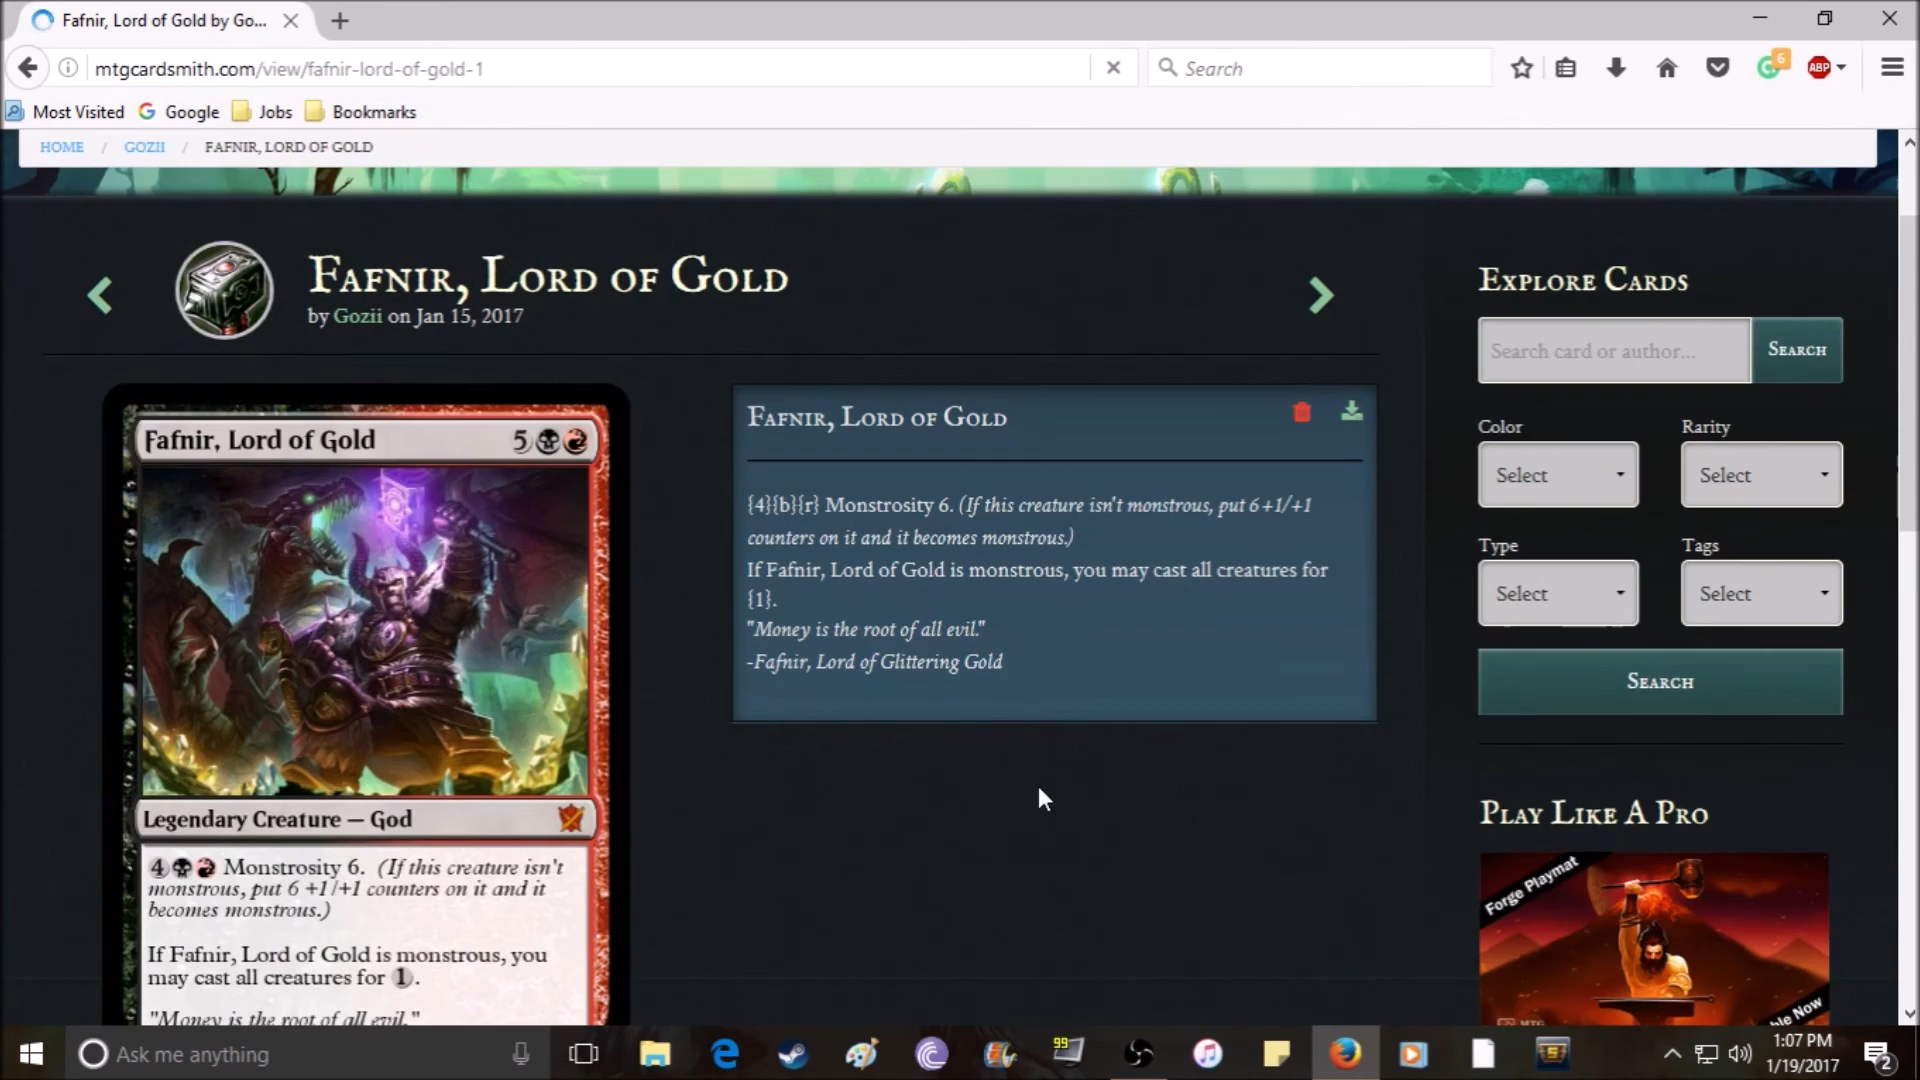 Fafnir, Lord of Gold by Go...
mtgcardsmith.com/view/fafnir-lord-of-gold-1
Search
6
ABP
Most Visited
Google
Jobs
Bookmarks
HOME / GOZII / FAFNIR, LORD OF GOLD
Fafnir, Lord of Gold
by Gozii on Jan 15, 2017
Fafnir, Lord of Gold
5
Legendary Creature — God
4 Monstrosity 6. (If this creature isn't
monstrous, put 6 +1/+1 counters on it and it
becomes monstrous.)
If Fafnir, Lord of Gold is monstrous, you
may cast all creatures for 1.
"Money is the root of all evil."
Fafnir, Lord of Gold
{4}{b}{r} Monstrosity 6. (If this creature isn't monstrous, put 6 +1/+1
counters on it and it becomes monstrous.)
If Fafnir, Lord of Gold is monstrous, you may cast all creatures for
{1}.
"Money is the root of all evil."
-Fafnir, Lord of Glittering Gold
Explore Cards
Search card or author...
Search
Color
Rarity
Select
Select
Type
Tags
Select
Select
Search
Play Like A Pro
Forge Playmat
MTG
ble Now
Ask me anything
99
1:07 PM
1/19/2017
2